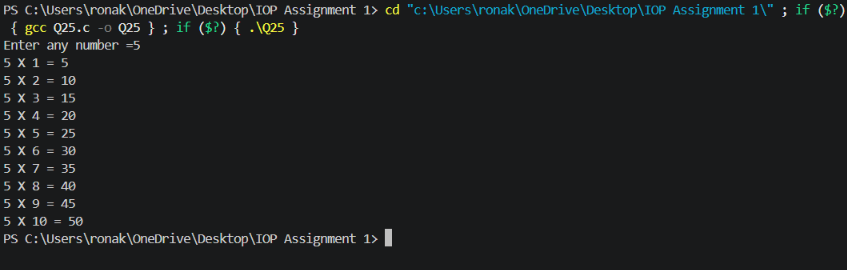 PS C:\Users\ronak\OneDrive\Desktop\IOP Assignment 1> cd "c:\Users\ronak\OneDrive\Desktop\IOP Assignment 1\" ; if ($?)
{ gcc Q25.c -o Q25 } ; if ($?) { .\Q25 }
Enter any number =5
5 X 1 = 5
5 X 2 = 10
5 X 3 = 15
5 X 4 = 20
5 X 5 = 25
5 X 6 = 30
5 X 7 = 35
5 X 8 = 40
5 X 9 = 45
5 X 10 = 50
PS C:\Users\ronak\OneDrive\Desktop\IOP Assignment 1>